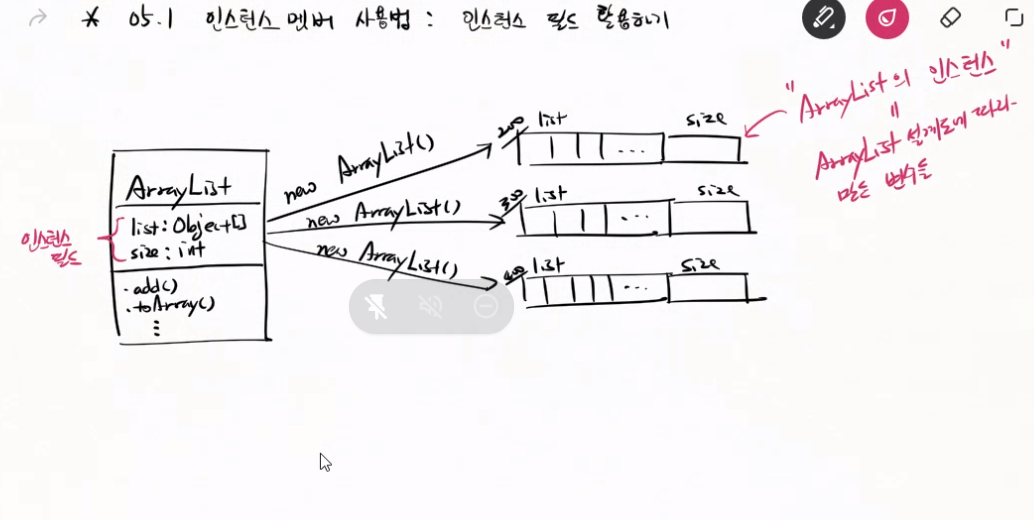 * 05.1 인스턴스 멤버 사용법 : 인스턴스 필드 활용하기
"ArrayList의 인스턴스"
=
ArrayList 설계도에 따라
만든 변수들
ArrayList
list : Object[]
size : int
인스턴스
필드
· add()
· toArray()
⋮
new ArrayList()
200 list size
...
new ArrayList()
300 list size
...
new ArrayList()
list size
...